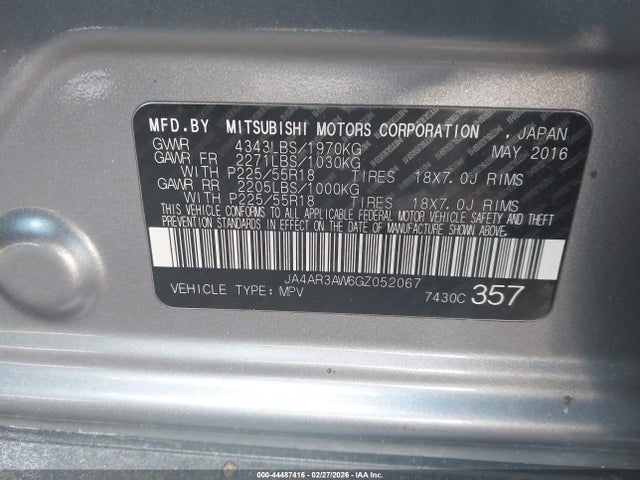 MFD.BY MITSUBISHI MOTORS CORPORATION , JAPAN
GVWR 4343LBS/1970KG MAY 2016
GAWR FR 2271LBS/1030KG
WITH P225/55R18 TIRES 18X7.0J RIMS
GAWR RR 2205LBS/1000KG
WITH P225/55R18 TIRES 18X7.0J RIMS
THIS VEHICLE CONFORMS TO ALL APPLICABLE FEDERAL MOTOR VEHICLE SAFETY AND THEFT
PREVENTION STANDARDS IN EFFECT ON THE DATE OF MANUFACTURE SHOWN ABOVE.
JA4AR3AW6GZ052067
VEHICLE TYPE: MPV 7430C 357
000-44487416 - 02/27/2026 - IAA, Inc.